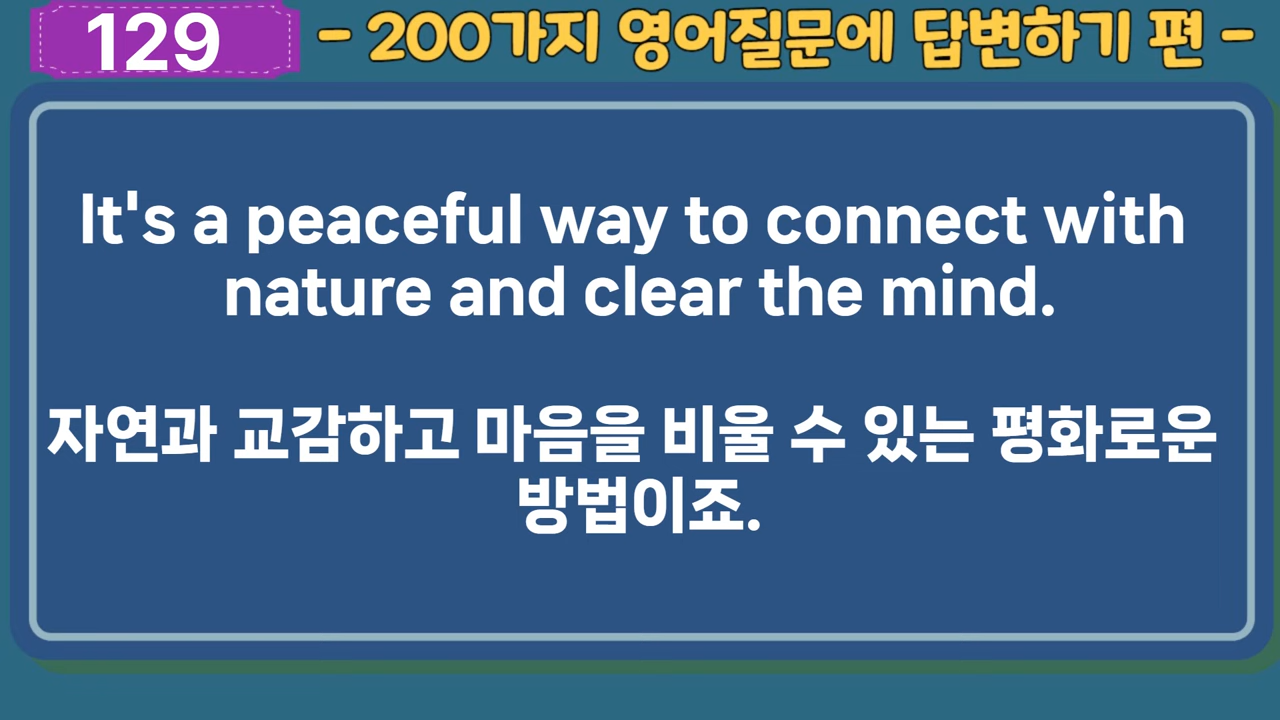 129
- 200가지 영어질문에 답변하기 편 -
It's a peaceful way to connect with
nature and clear the mind.
자연과 교감하고 마음을 비울 수 있는 평화로운
방법이죠.